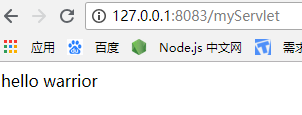 127.0.0.1:8083/myServlet
应用 百度 Node.js 中文网 需求
hello warrior